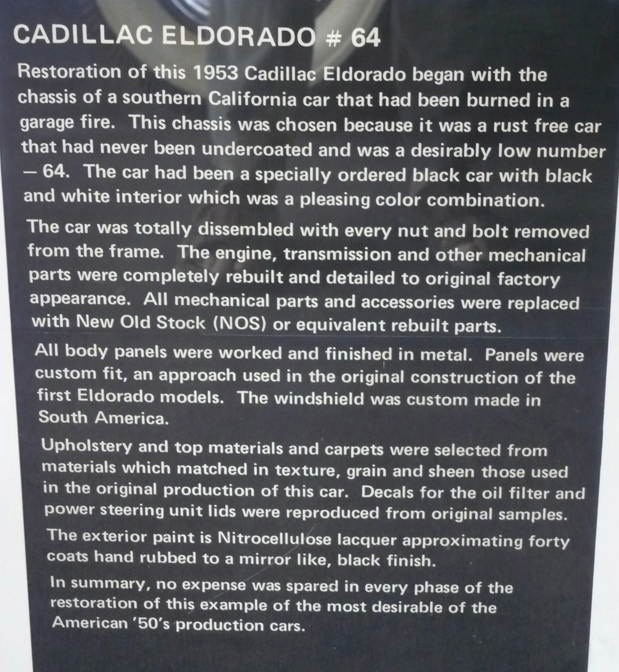 CADILLAC ELDORADO # 64
Restoration of this 1953 Cadillac Eldorado began with the
chassis of a southern California car that had been burned in a
garage fire. This chassis was chosen because it was a rust free car
that had never been undercoated and was a desirably low number
— 64. The car had been a specially ordered black car with black
and white interior which was a pleasing color combination.
The car was totally dissembled with every nut and bolt removed
from the frame. The engine, transmission and other mechanical
parts were completely rebuilt and detailed to original factory
appearance. All mechanical parts and accessories were replaced
with New Old Stock (NOS) or equivalent rebuilt parts.
All body panels were worked and finished in metal. Panels were
custom fit, an approach used in the original construction of the
first Eldorado models. The windshield was custom made in
South America.
Upholstery and top materials and carpets were selected from
materials which matched in texture, grain and sheen those used
in the original production of this car. Decals for the oil filter and
power steering unit lids were reproduced from original samples.
The exterior paint is Nitrocellulose lacquer approximating forty
coats hand rubbed to a mirror like, black finish.
In summary, no expense was spared in every phase of the
restoration of this example of the most desirable of the
American '50's production cars.